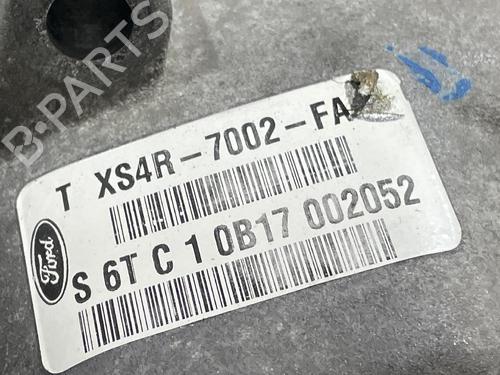 B-PARTS
T XS4R-7002-FA
S 6T C 1 0B17 002052
Ford